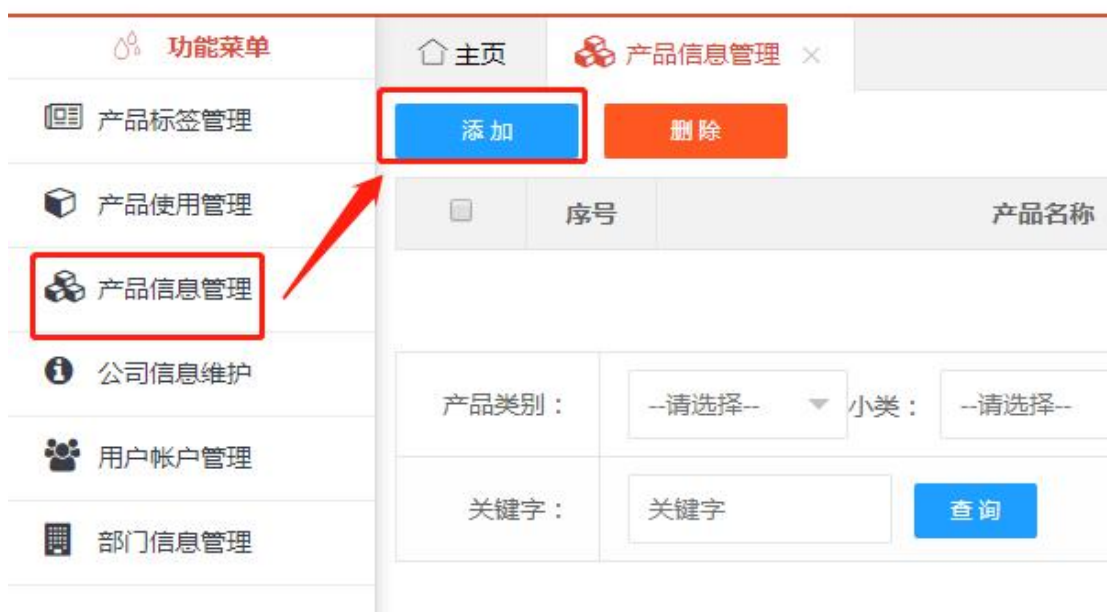 功能菜单
主页 产品信息管理 ×
产品标签管理
添加 删除
产品使用管理
序号 产品名称
产品信息管理
公司信息维护
产品类别： --请选择-- 小类： --请选择--
用户帐户管理
关键字： 关键字 查询
部门信息管理